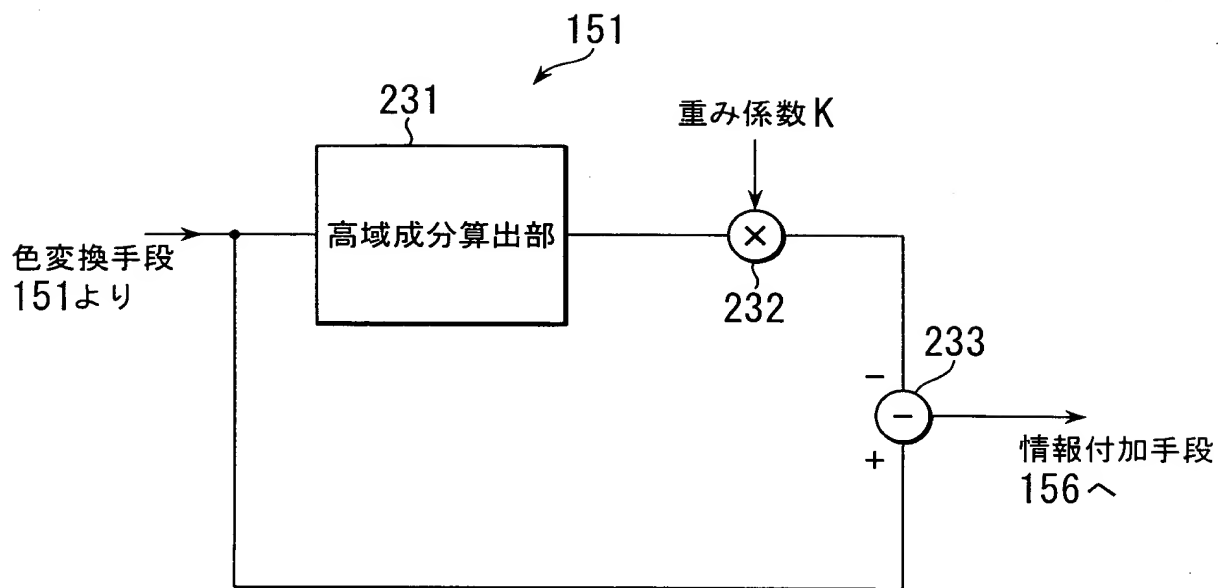 151
231
重み係数K
高域成分算出部
×
色変換手段
151より
232
233
−
−
+
情報付加手段
156へ